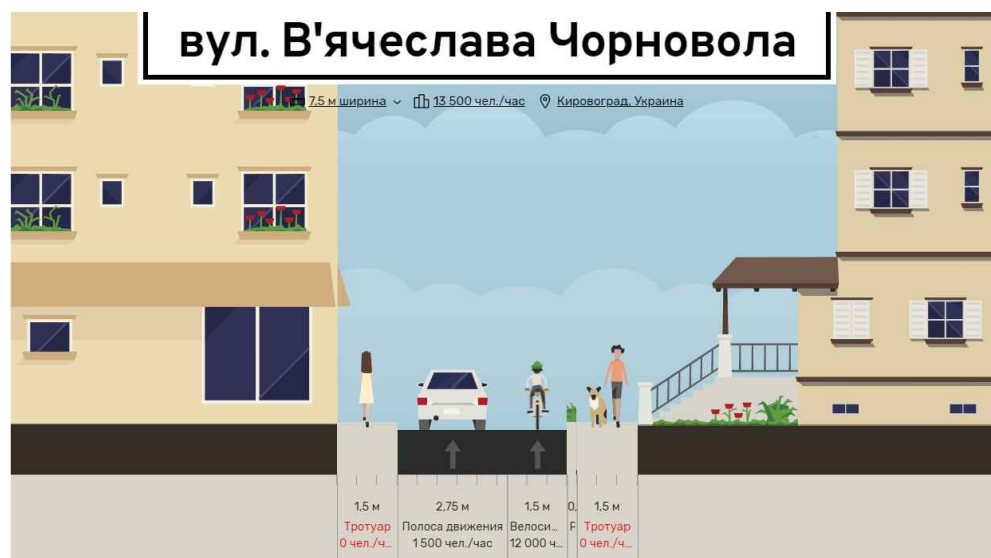 вул. В'ячеслава Чорновола
7,5 м ширина 13 500 чел./час Кировоград, Украина
1,5 м 2,75 м 1,5 м 0, 1,5 м
Тротуар Полоса движения Велоси... Р Тротуар
0 чел./ч... 1 500 чел./час 12 000 ч... 0 чел./ч...